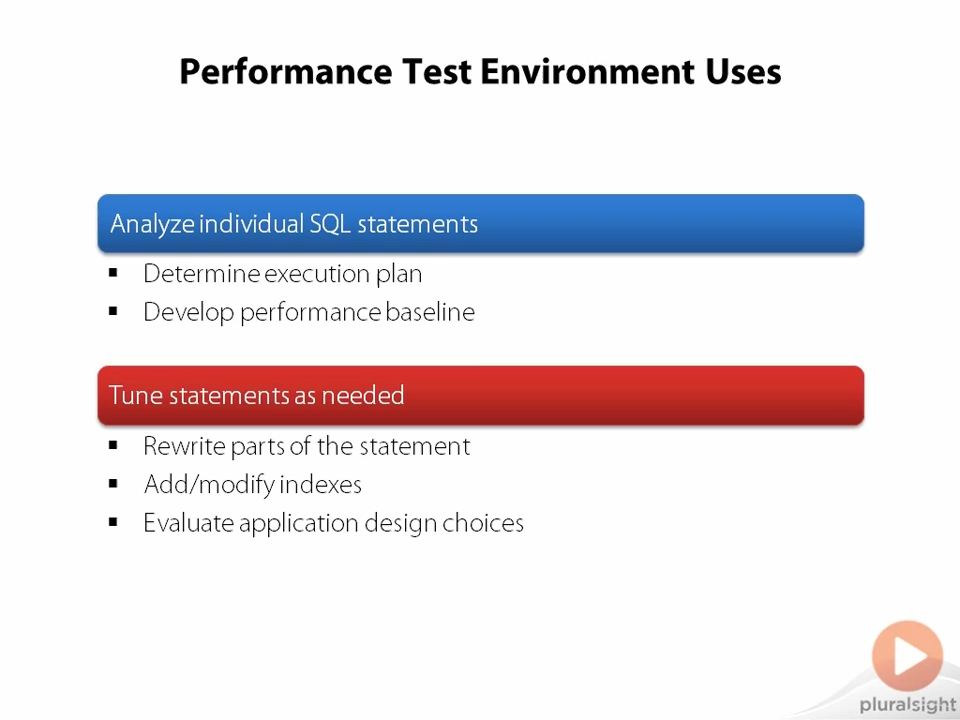 Performance Test Environment Uses
Analyze individual SQL statements
▪ Determine execution plan
▪ Develop performance baseline
Tune statements as needed
▪ Rewrite parts of the statement
▪ Add/modify indexes
▪ Evaluate application design choices
pluralsight